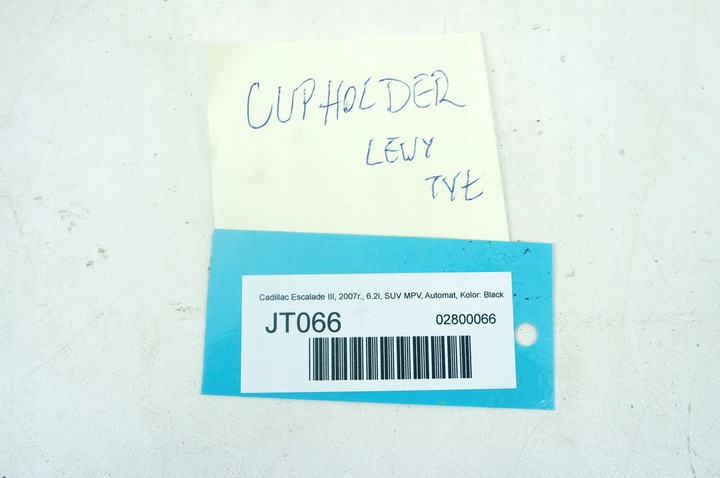 CUPHOLDER
LEWY
TYŁ
Cadillac Escalade III, 2007r., 6.2i, SUV MPV, Automat, Kolor: Black
JT066
02800066